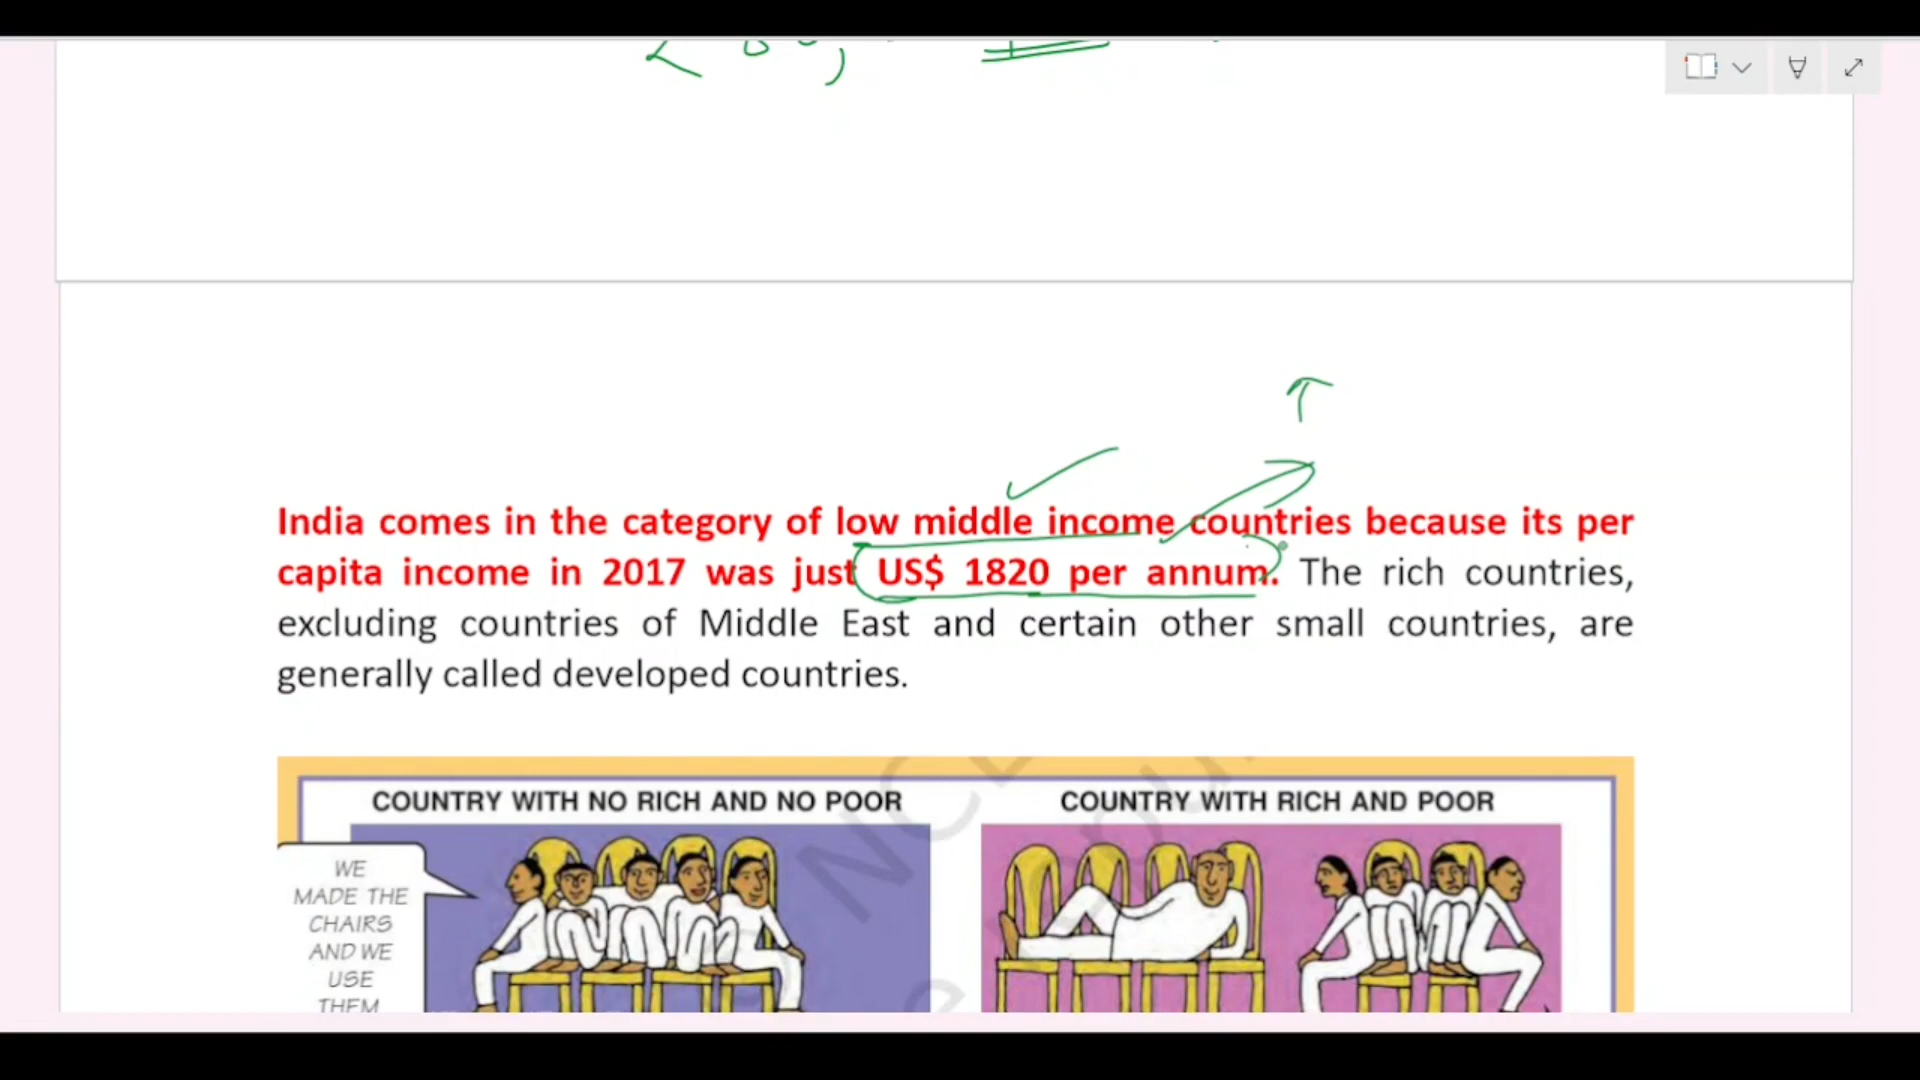 India comes in the category of low middle income countries because its per
capita income in 2017 was just US$ 1820 per annum. The rich countries,
excluding countries of Middle East and certain other small countries, are
generally called developed countries.
COUNTRY WITH NO RICH AND NO POOR
COUNTRY WITH RICH AND POOR
WE
MADE THE
CHAIRS
AND WE
USE
THEM